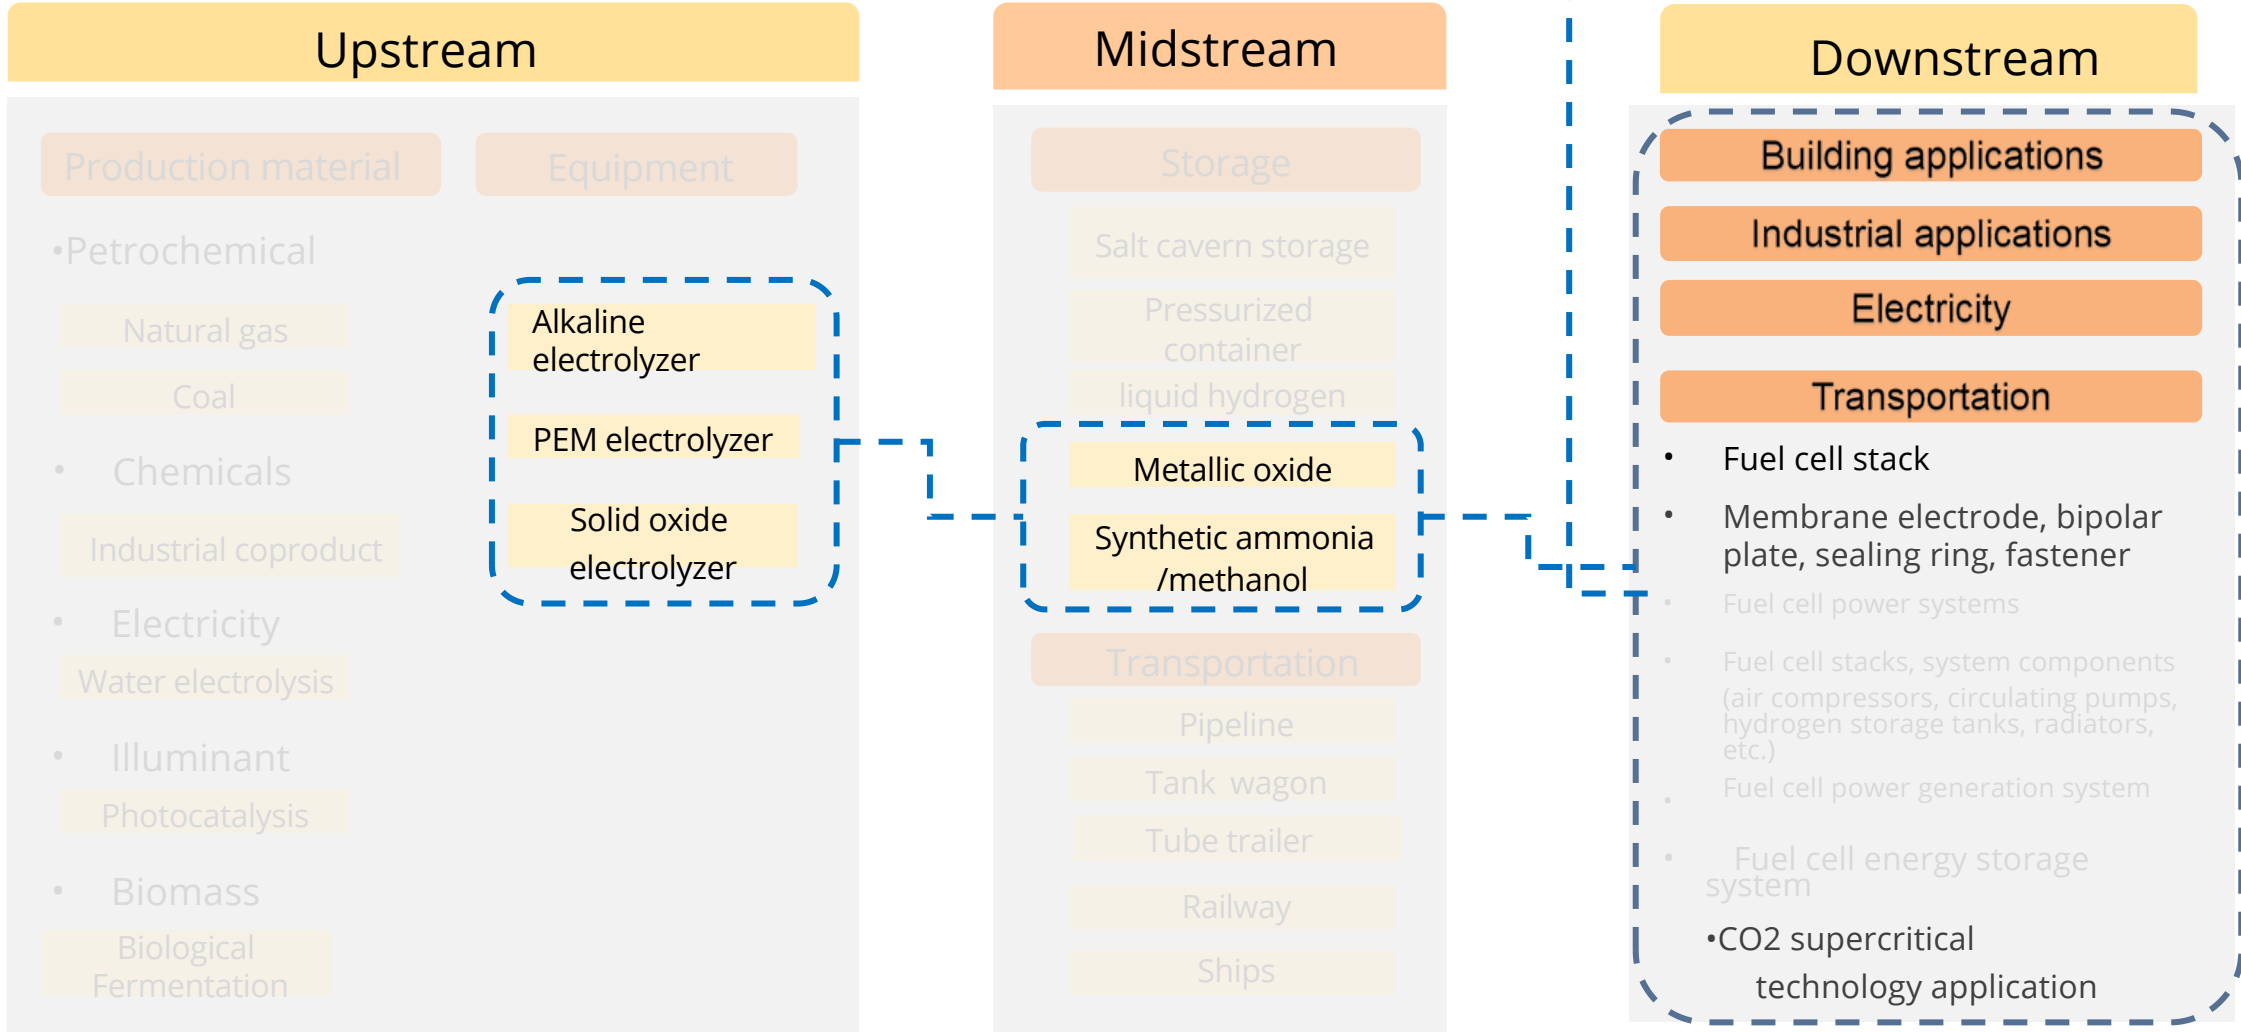 Upstream
Production material
Equipment
•Petrochemical
Natural gas
Coal
• Chemicals
Industrial coproduct
• Electricity
Water electrolysis
• Illuminant
Photocatalysis
• Biomass
Biological
Fermentation
Alkaline
electrolyzer
PEM electrolyzer
Solid oxide
electrolyzer
Midstream
Storage
Salt cavern storage
Pressurized
container
liquid hydrogen
Metallic oxide
Synthetic ammonia
/methanol
Transportation
Pipeline
Tank wagon
Tube trailer
Railway
Ships
Downstream
Building applications
Industrial applications
Electricity
Transportation
• Fuel cell stack
• Membrane electrode, bipolar
plate, sealing ring, fastener
• Fuel cell power systems
• Fuel cell stacks, system components
(air compressors, circulating pumps,
hydrogen storage tanks, radiators,
etc.)
• Fuel cell power generation system
• Fuel cell energy storage
system
•CO2 supercritical
technology application